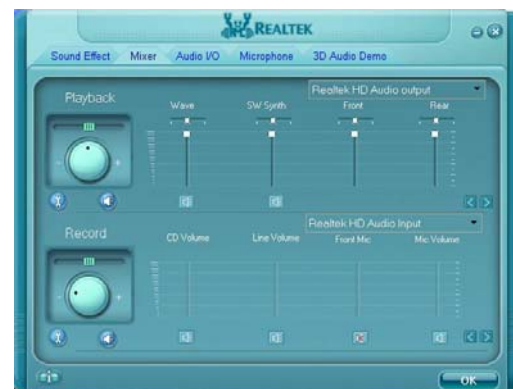 REALTEK
Sound Effect Mixer Audio I/O Microphone 3D Audio Demo
Realtek HD Audio output
Playback
Wave SW Synth Front Rear
- +
Realtek HD Audio Input
Record
CD Volume Line Volume Front Mic Mic Volume
- +
OK